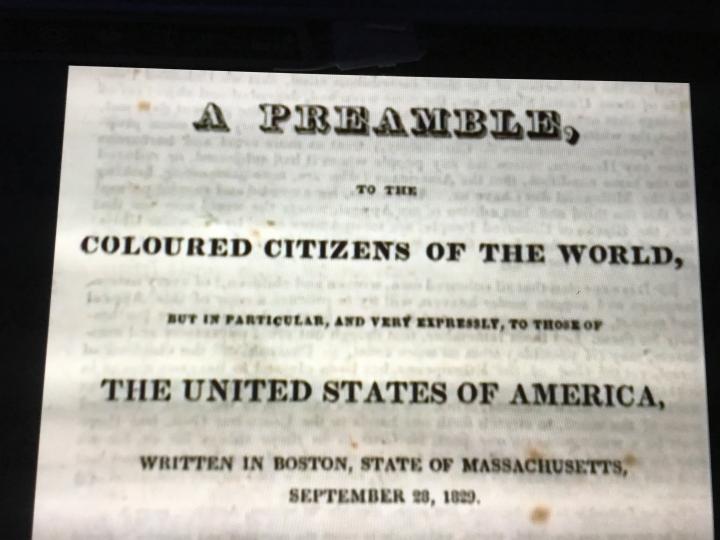 A PREAMBLE,
TO THE
COLOURED CITIZENS OF THE WORLD,
BUT IN PARTICULAR, AND VERY EXPRESSLY, TO THOSE OF
THE UNITED STATES OF AMERICA,
WRITTEN IN BOSTON, STATE OF MASSACHUSETTS,
SEPTEMBER 28, 1829.